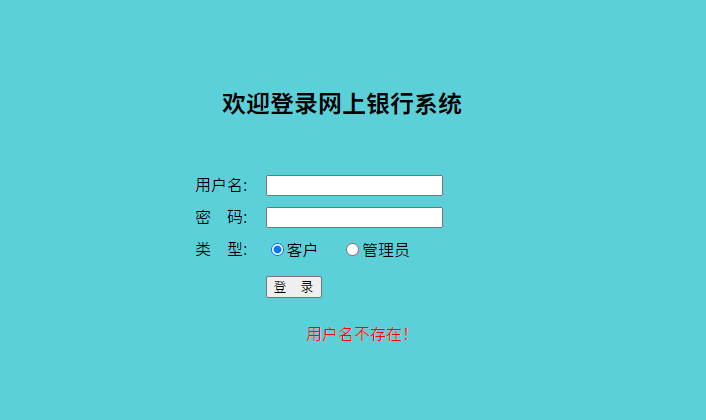 欢迎登录网上银行系统
用户名:
密　码:
类　型: 客户 管理员
登　录
用户名不存在!